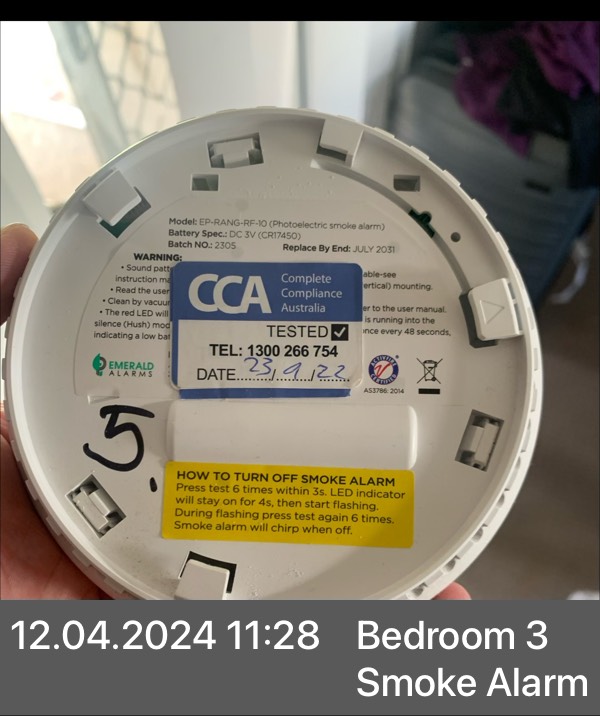 Model: EP-RANG-RF-10 (Photoelectric smoke alarm)
Battery Spec.: DC 3V (CR17450)
Batch NO.: 2305 Replace By End: JULY 2031
WARNING:
• Sound patt able-see
instruction m ertical) mounting.
• Read the user
• Clean by vacuu er to the user manual.
• The red LED will is running into the
silence (Hush) mod nce every 48 seconds,
indicating a low bat
CCA Complete
Compliance
Australia
TESTED
TEL: 1300 266 754
DATE 23/9/22
EMERALD
ALARMS
AS3786: 2014
5.
HOW TO TURN OFF SMOKE ALARM
Press test 6 times within 3s. LED indicator
will stay on for 4s, then start flashing.
During flashing press test again 6 times.
Smoke alarm will chirp when off.
12.04.2024 11:28 Bedroom 3
Smoke Alarm